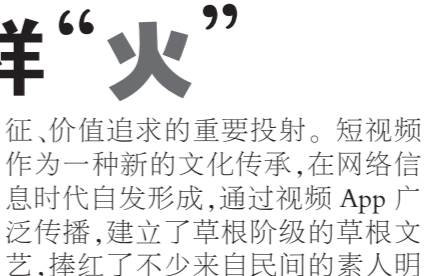 样“火”
征、价值追求的重要投射。短视频
作为一种新的文化传承,在网络信
息时代自发形成,通过视频 App 广
泛传播,建立了草根阶级的草根文
艺,捧红了不少来自民间的素人明